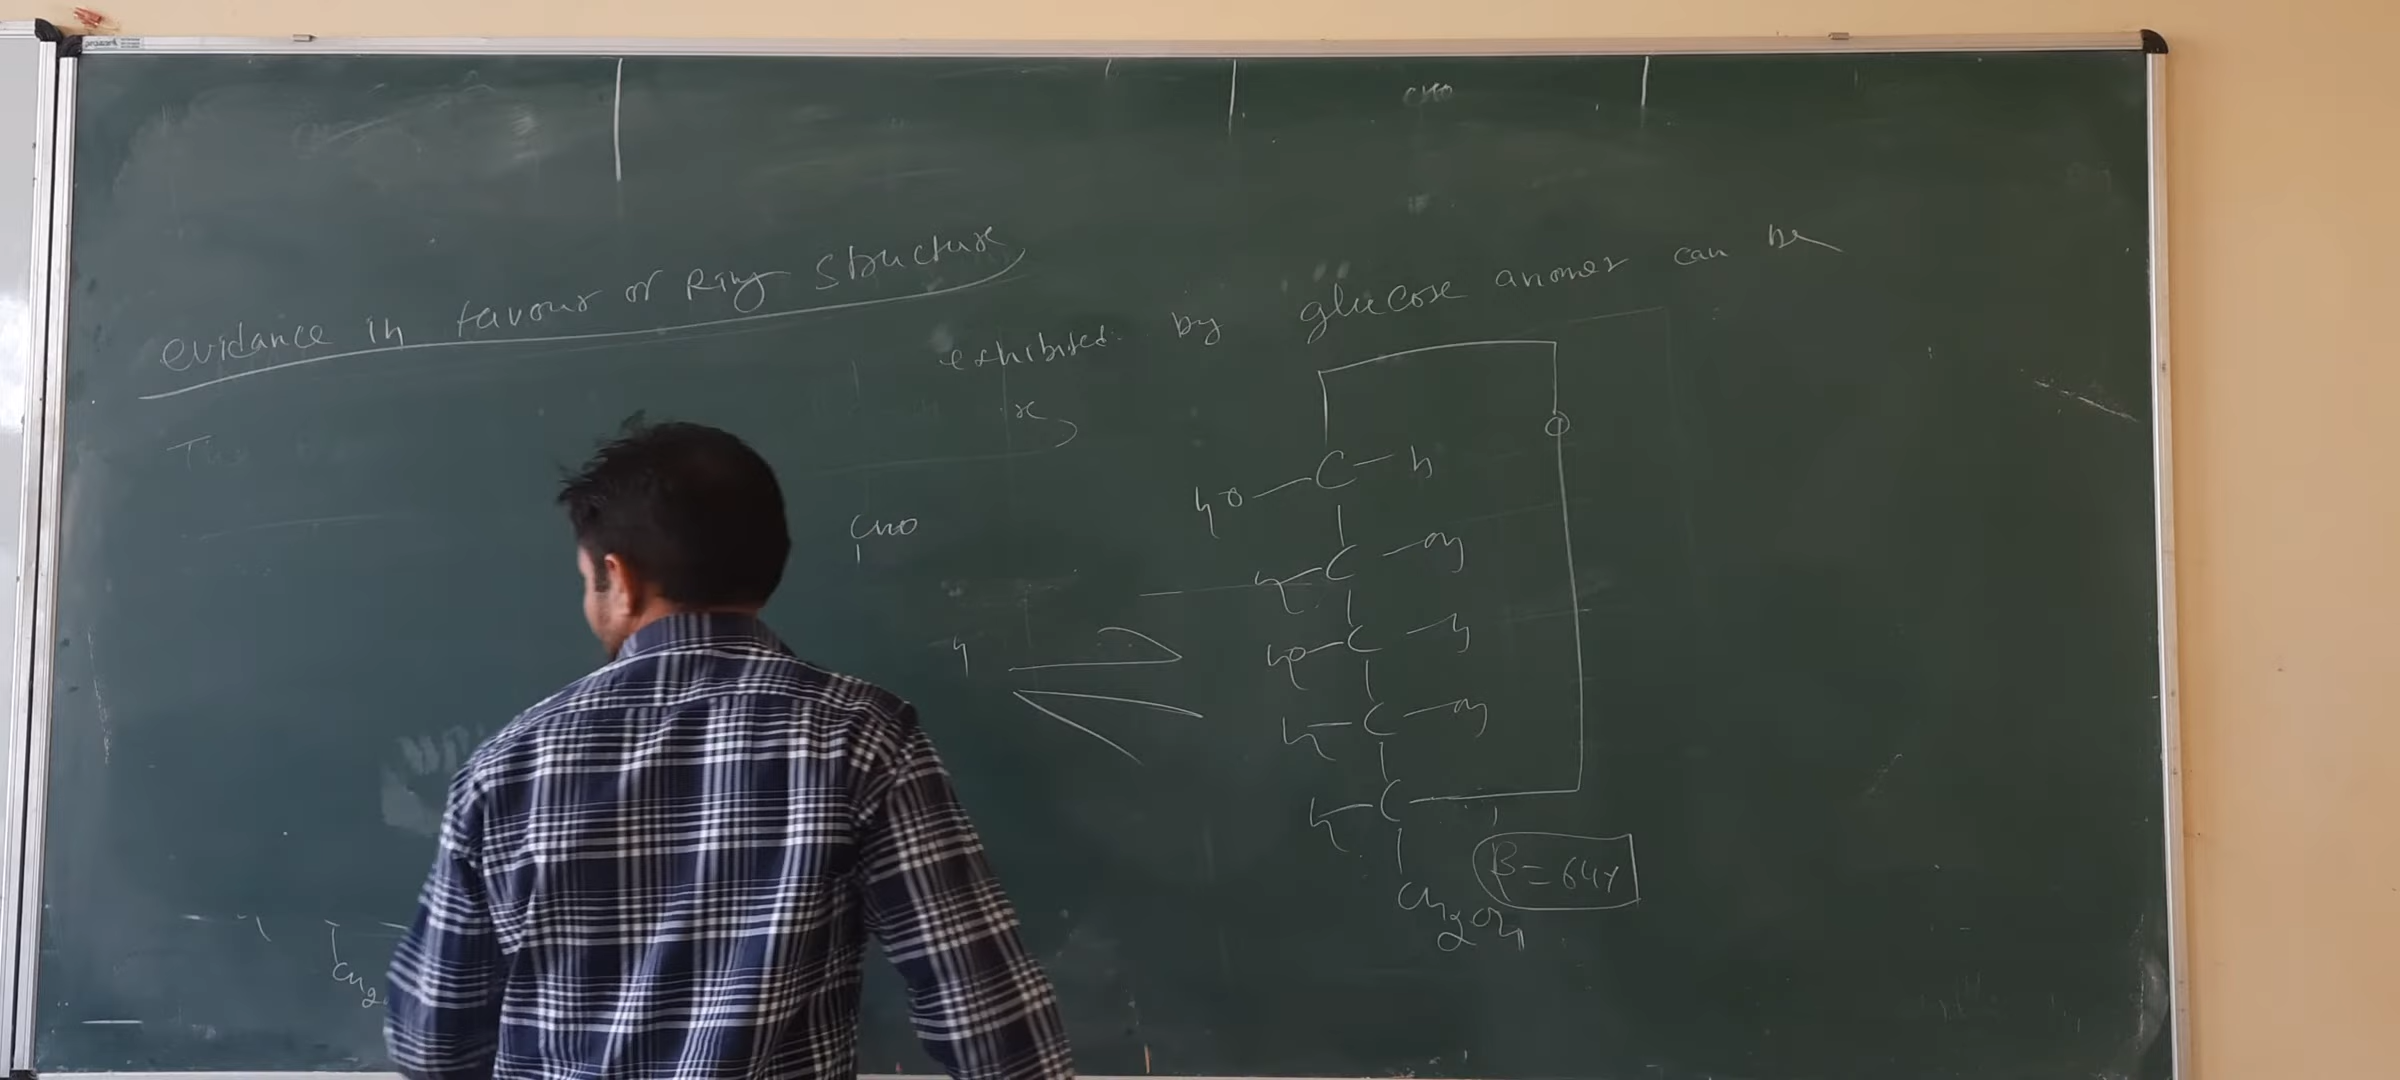 CHO
evidance in favour of Ring structure
exhibited by glucose anomer can be
CHO
HO—C—H
H—C—OH
HO—C—H
H—C—OH
H—C
CH2OH
β=64%
CH2